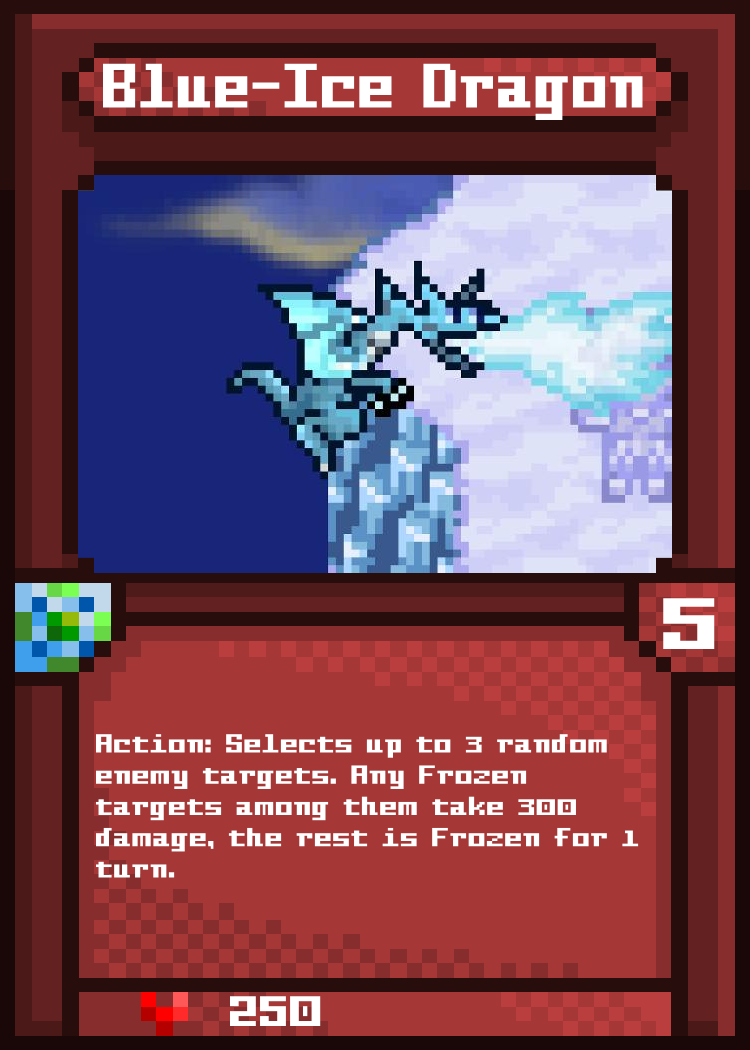 Blue-Ice Dragon
5
Action: Selects up to 3 random
enemy targets. Any Frozen
targets among them take 300
damage, the rest is Frozen for 1
turn.
250